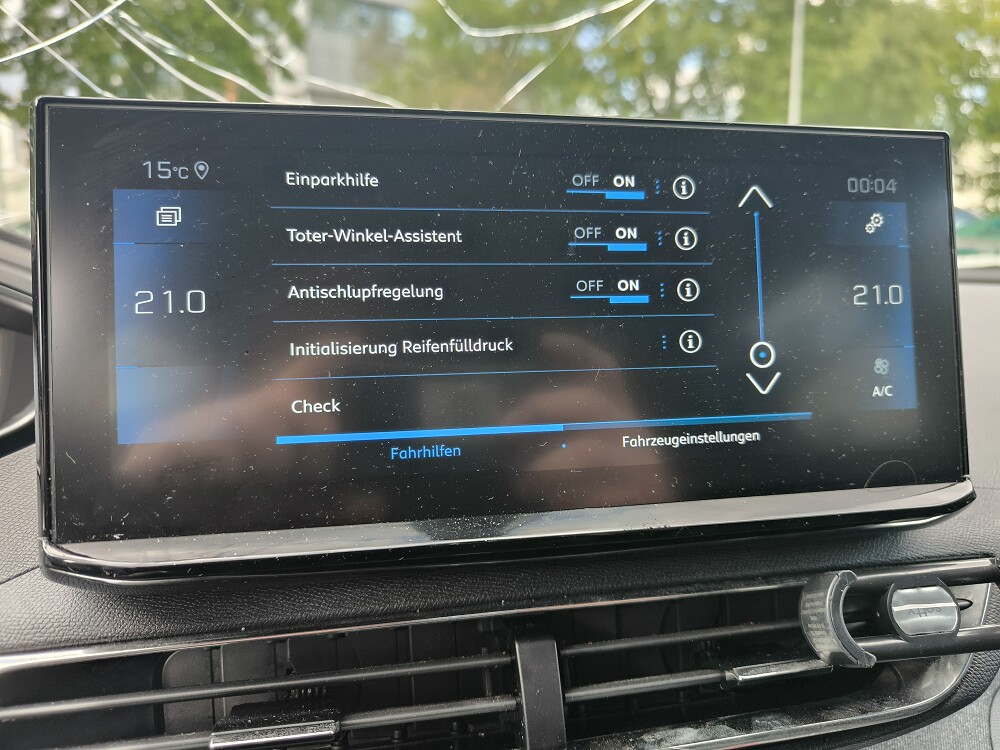 15°C
00:04
Einparkhilfe OFF ON
Toter-Winkel-Assistent OFF ON
Antischlupfregelung OFF ON
21.0
21.0
Initialisierung Reifenfülldruck
A/C
Check
Fahrhilfen
Fahrzeugeinstellungen